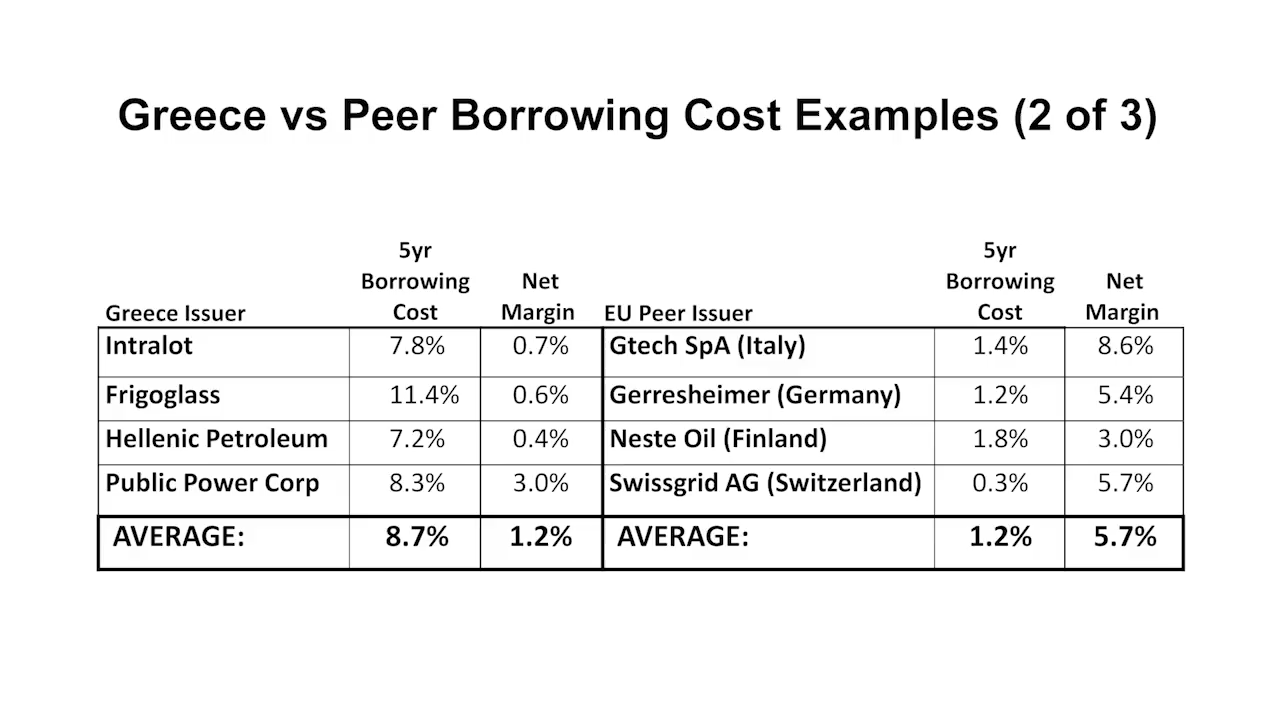 Greece vs Peer Borrowing Cost Examples (2 of 3)
5yr 5yr
Borrowing Net Borrowing Net
Greece Issuer Cost Margin EU Peer Issuer Cost Margin
Intralot 7.8% 0.7% Gtech SpA (Italy) 1.4% 8.6%
Frigoglass 11.4% 0.6% Gerresheimer (Germany) 1.2% 5.4%
Hellenic Petroleum 7.2% 0.4% Neste Oil (Finland) 1.8% 3.0%
Public Power Corp 8.3% 3.0% Swissgrid AG (Switzerland) 0.3% 5.7%
AVERAGE: 8.7% 1.2% AVERAGE: 1.2% 5.7%